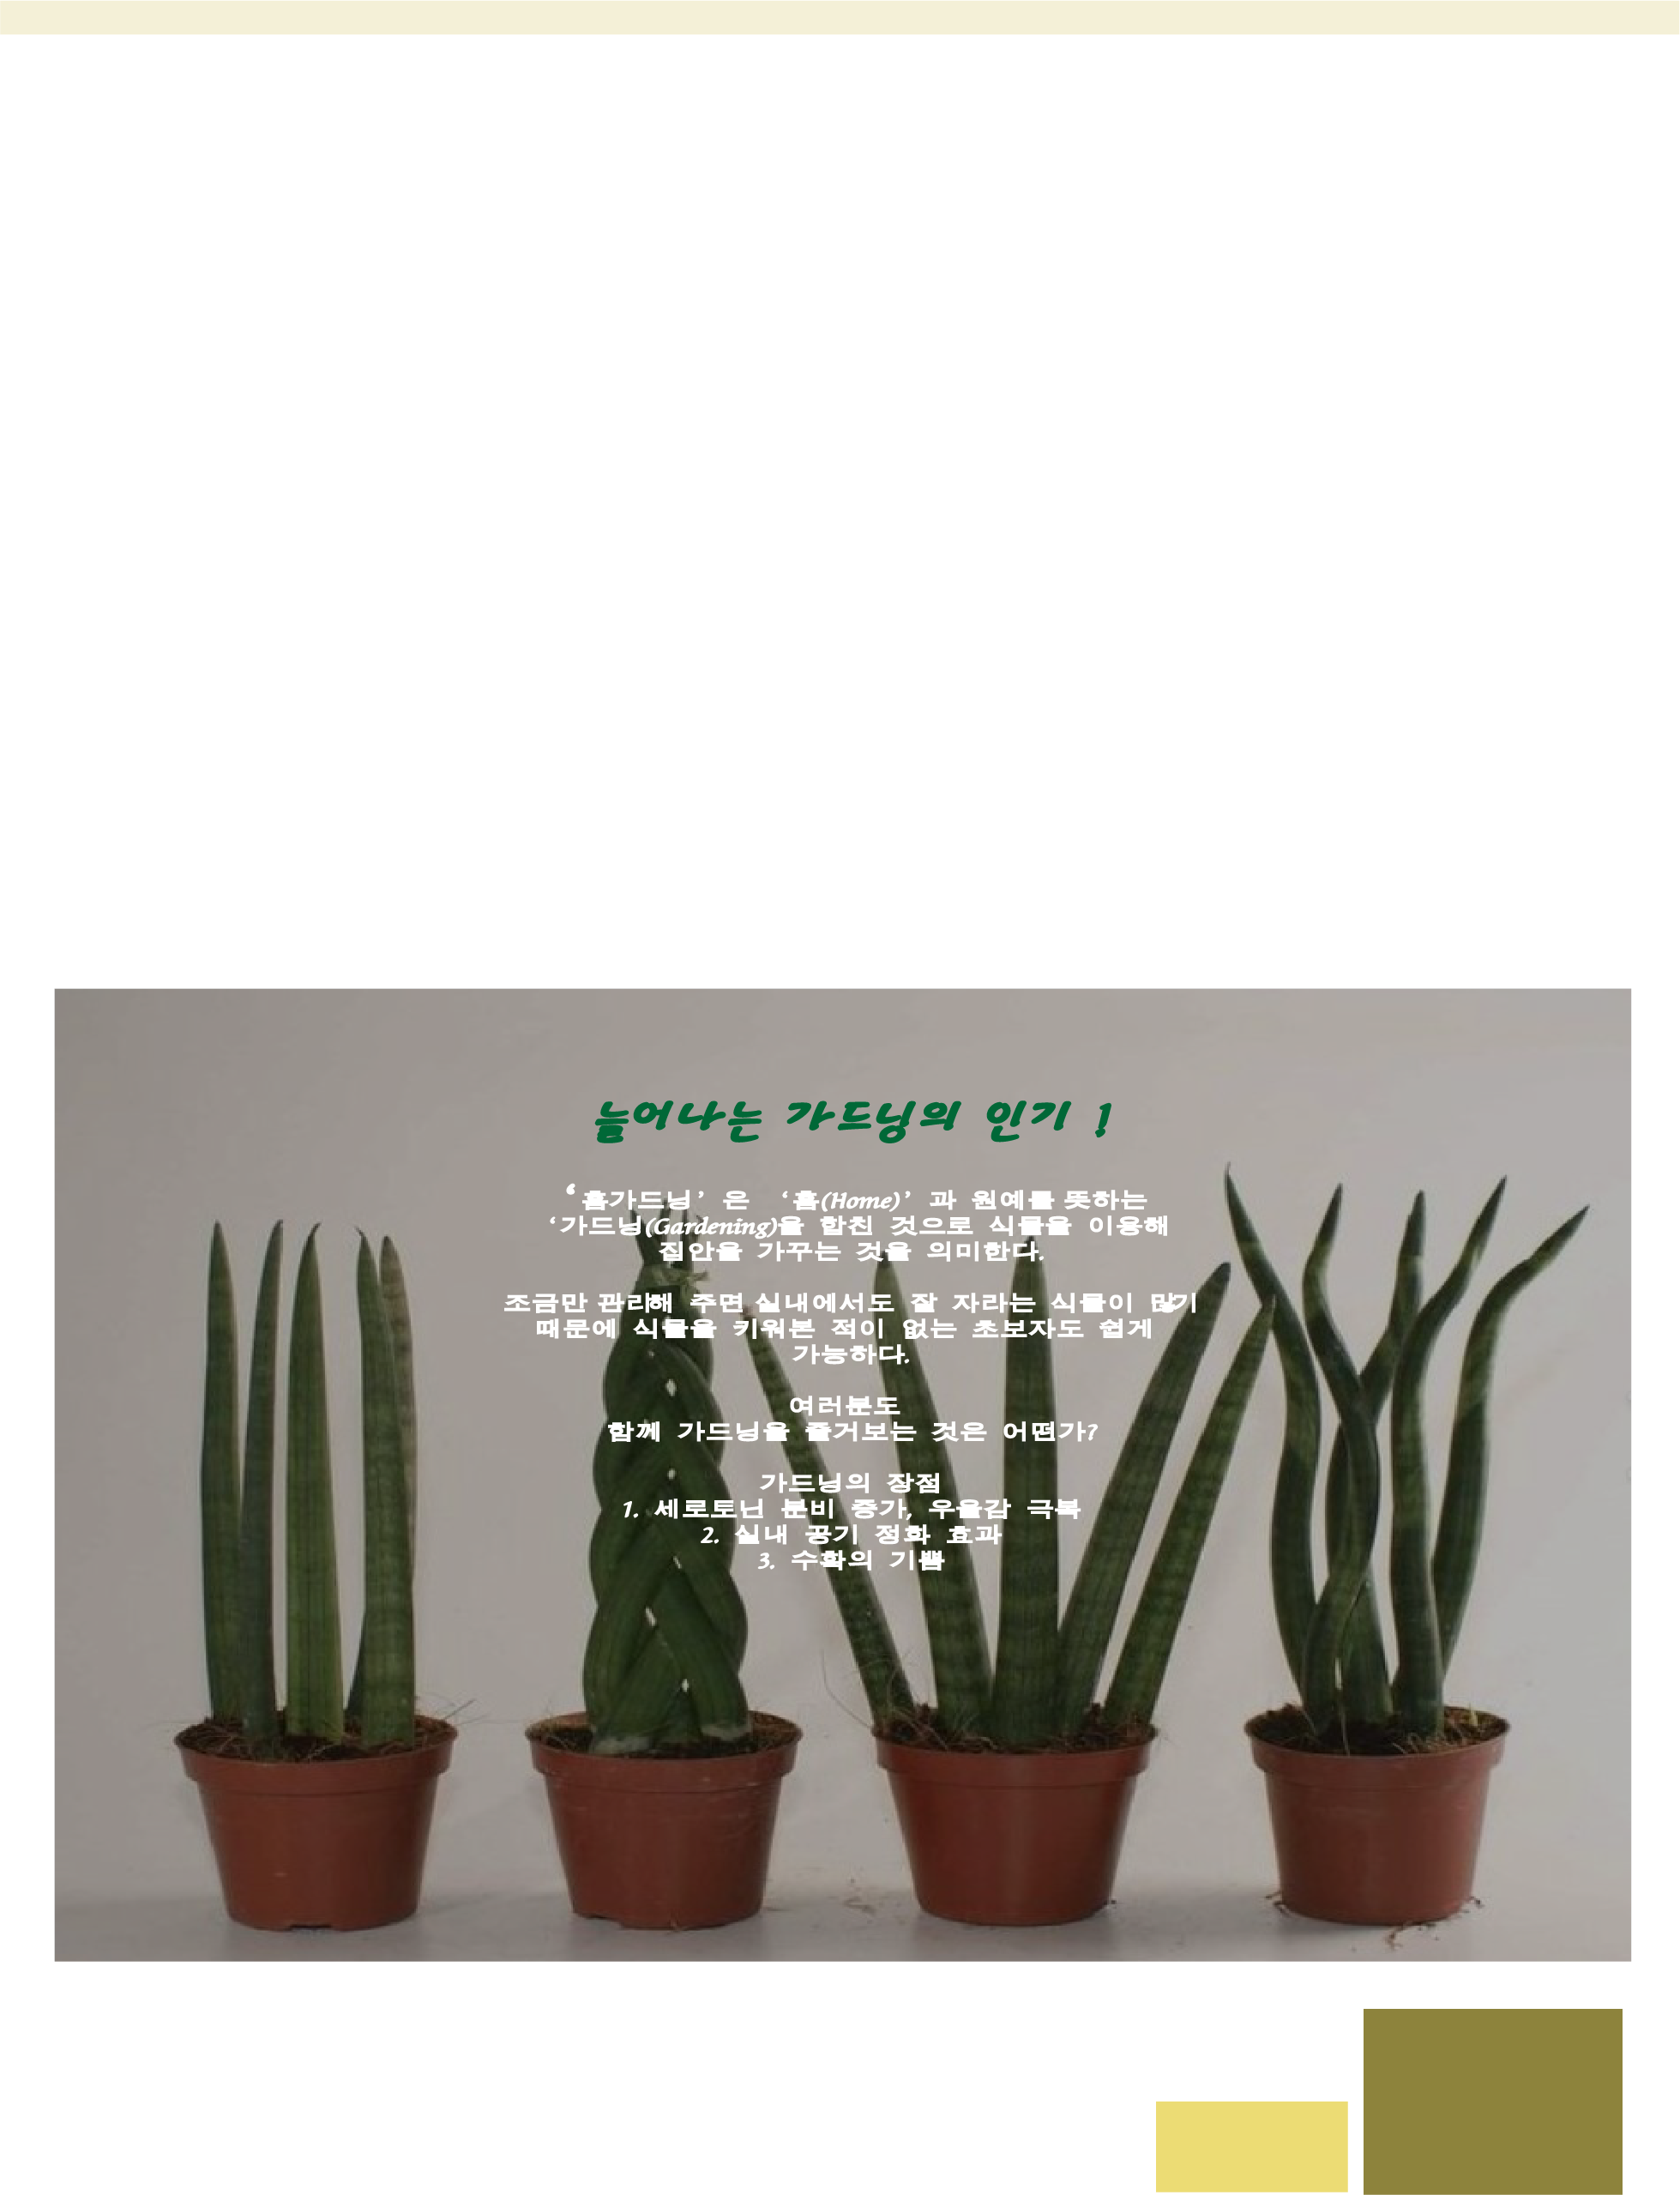 늘어나는 가드닝의 인기 !
‘홈가드닝’ 은 ‘홈(Home)’ 과 원예를 뜻하는
‘가드닝(Gardening)을 합친 것으로 식물을 이용해
집안을 가꾸는 것을 의미한다.
조금만 관리해 주면 실내에서도 잘 자라는 식물이 많기
때문에 식물을 키워본 적이 없는 초보자도 쉽게
가능하다.
여러분도
함께 가드닝을 즐겨보는 것은 어떤가?
가드닝의 장점
1. 세로토닌 분비 증가, 우울감 극복
2. 실내 공기 정화 효과
3. 수확의 기쁨